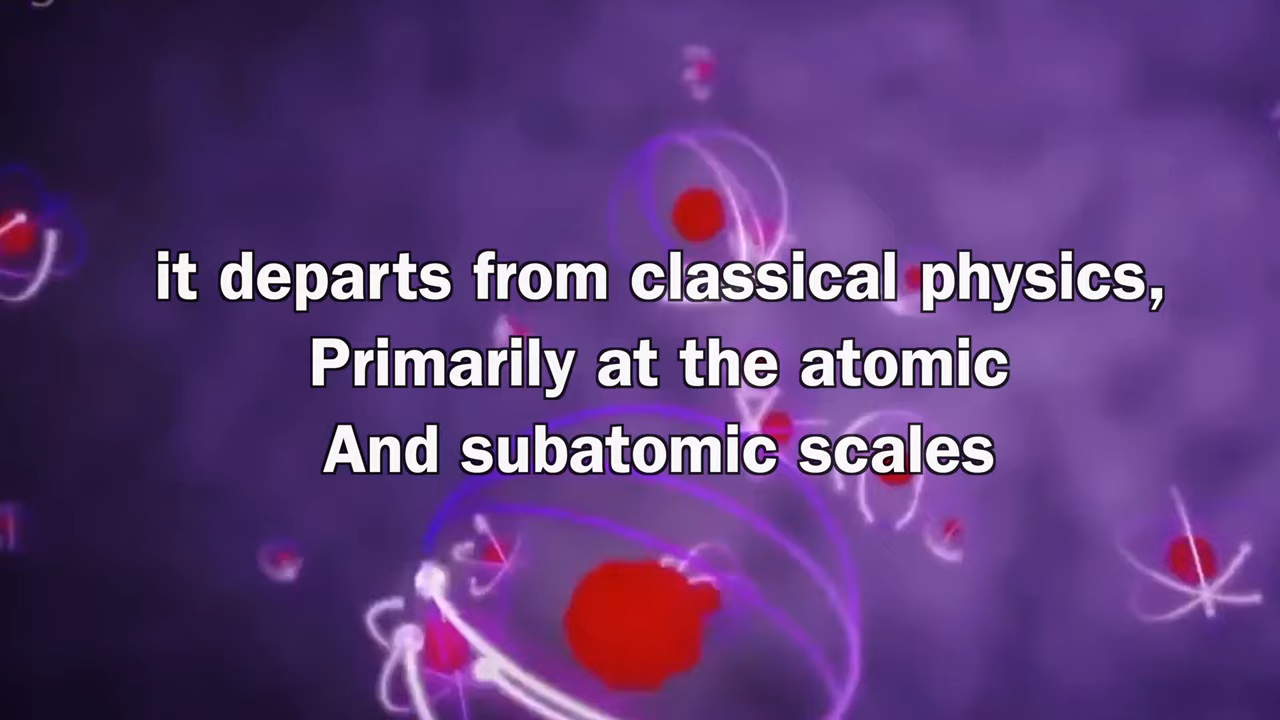 it departs from classical physics,
Primarily at the atomic
And subatomic scales